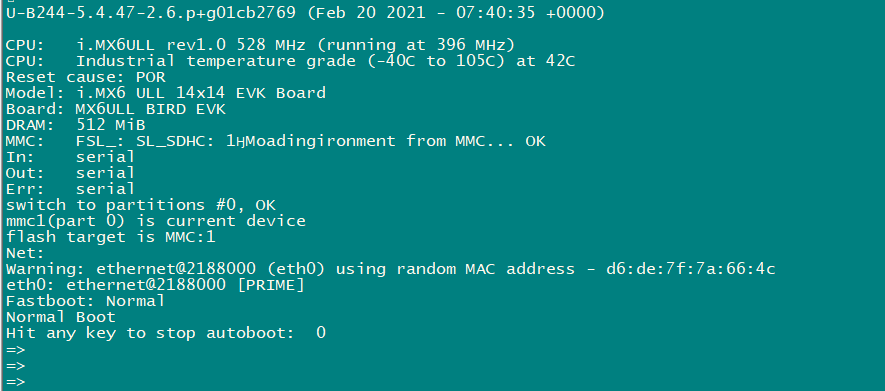 U-B244-5.4.47-2.6.p+g01cb2769 (Feb 20 2021 - 07:40:35 +0000)
CPU: i.MX6ULL rev1.0 528 MHz (running at 396 MHz)
CPU: Industrial temperature grade (-40C to 105C) at 42C
Reset cause: POR
Model: i.MX6 ULL 14x14 EVK Board
Board: MX6ULL BIRD EVK
DRAM: 512 MiB
MMC: FSL_: SL_SDHC: 1ӈMoadingironment from MMC... OK
In: serial
Out: serial
Err: serial
switch to partitions #0, OK
mmc1(part 0) is current device
flash target is MMC:1
Net:
Warning: ethernet@2188000 (eth0) using random MAC address - d6:de:7f:7a:66:4c
eth0: ethernet@2188000 [PRIME]
Fastboot: Normal
Normal Boot
Hit any key to stop autoboot: 0
=>
=>
=>